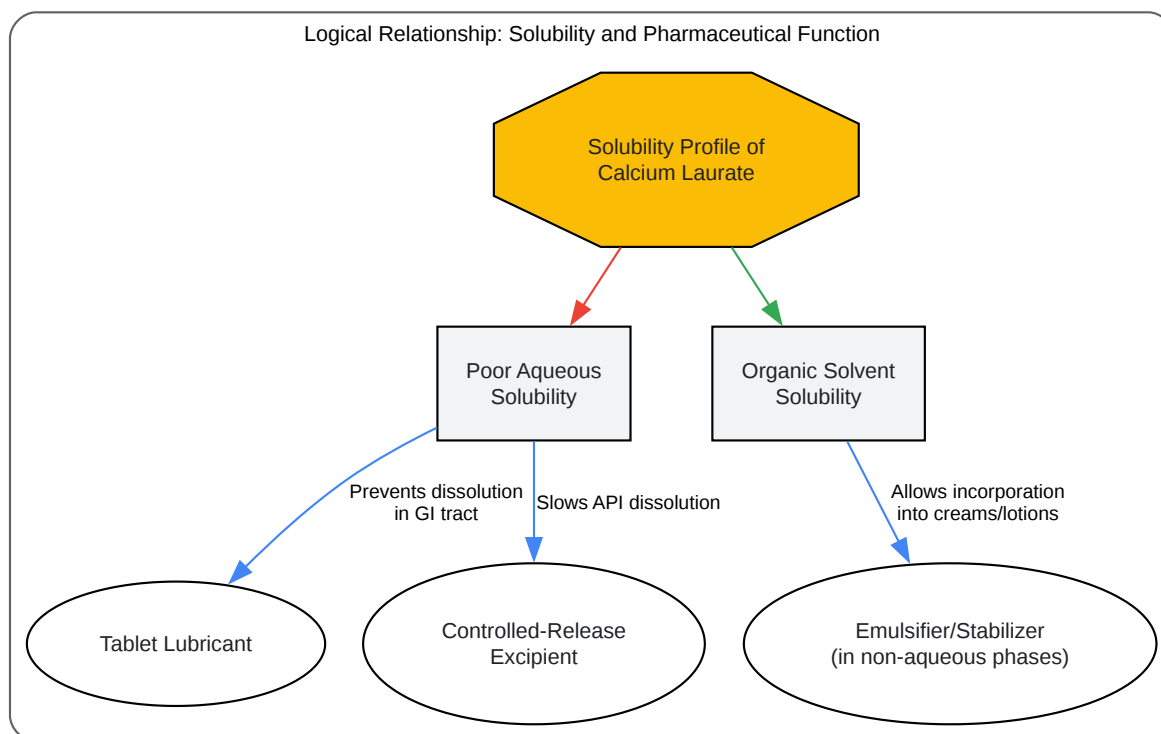 Logical Relationship: Solubility and Pharmaceutical Function
Solubility Profile of
Calcium Laurate
Poor Aqueous
Solubility
Organic Solvent
Solubility
Prevents dissolution
in GI tract
Slows API dissolution
Allows incorporation
into creams/lotions
Tablet Lubricant
Controlled-Release
Excipient
Emulsifier/Stabilizer
(in non-aqueous phases)